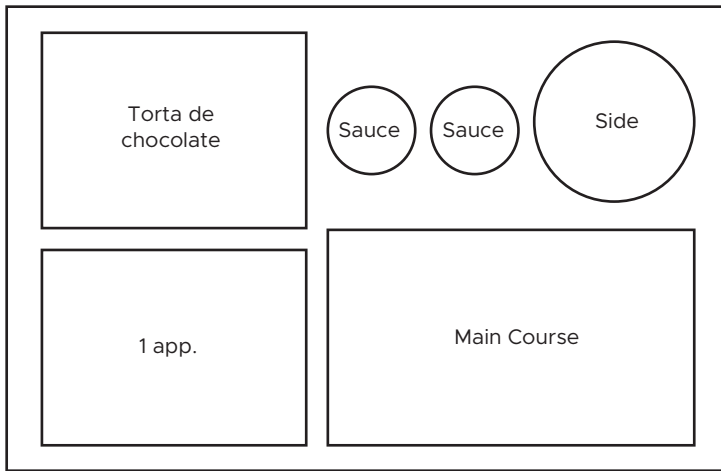 Torta de
chocolate
Sauce
Sauce
Side
1 app.
Main Course